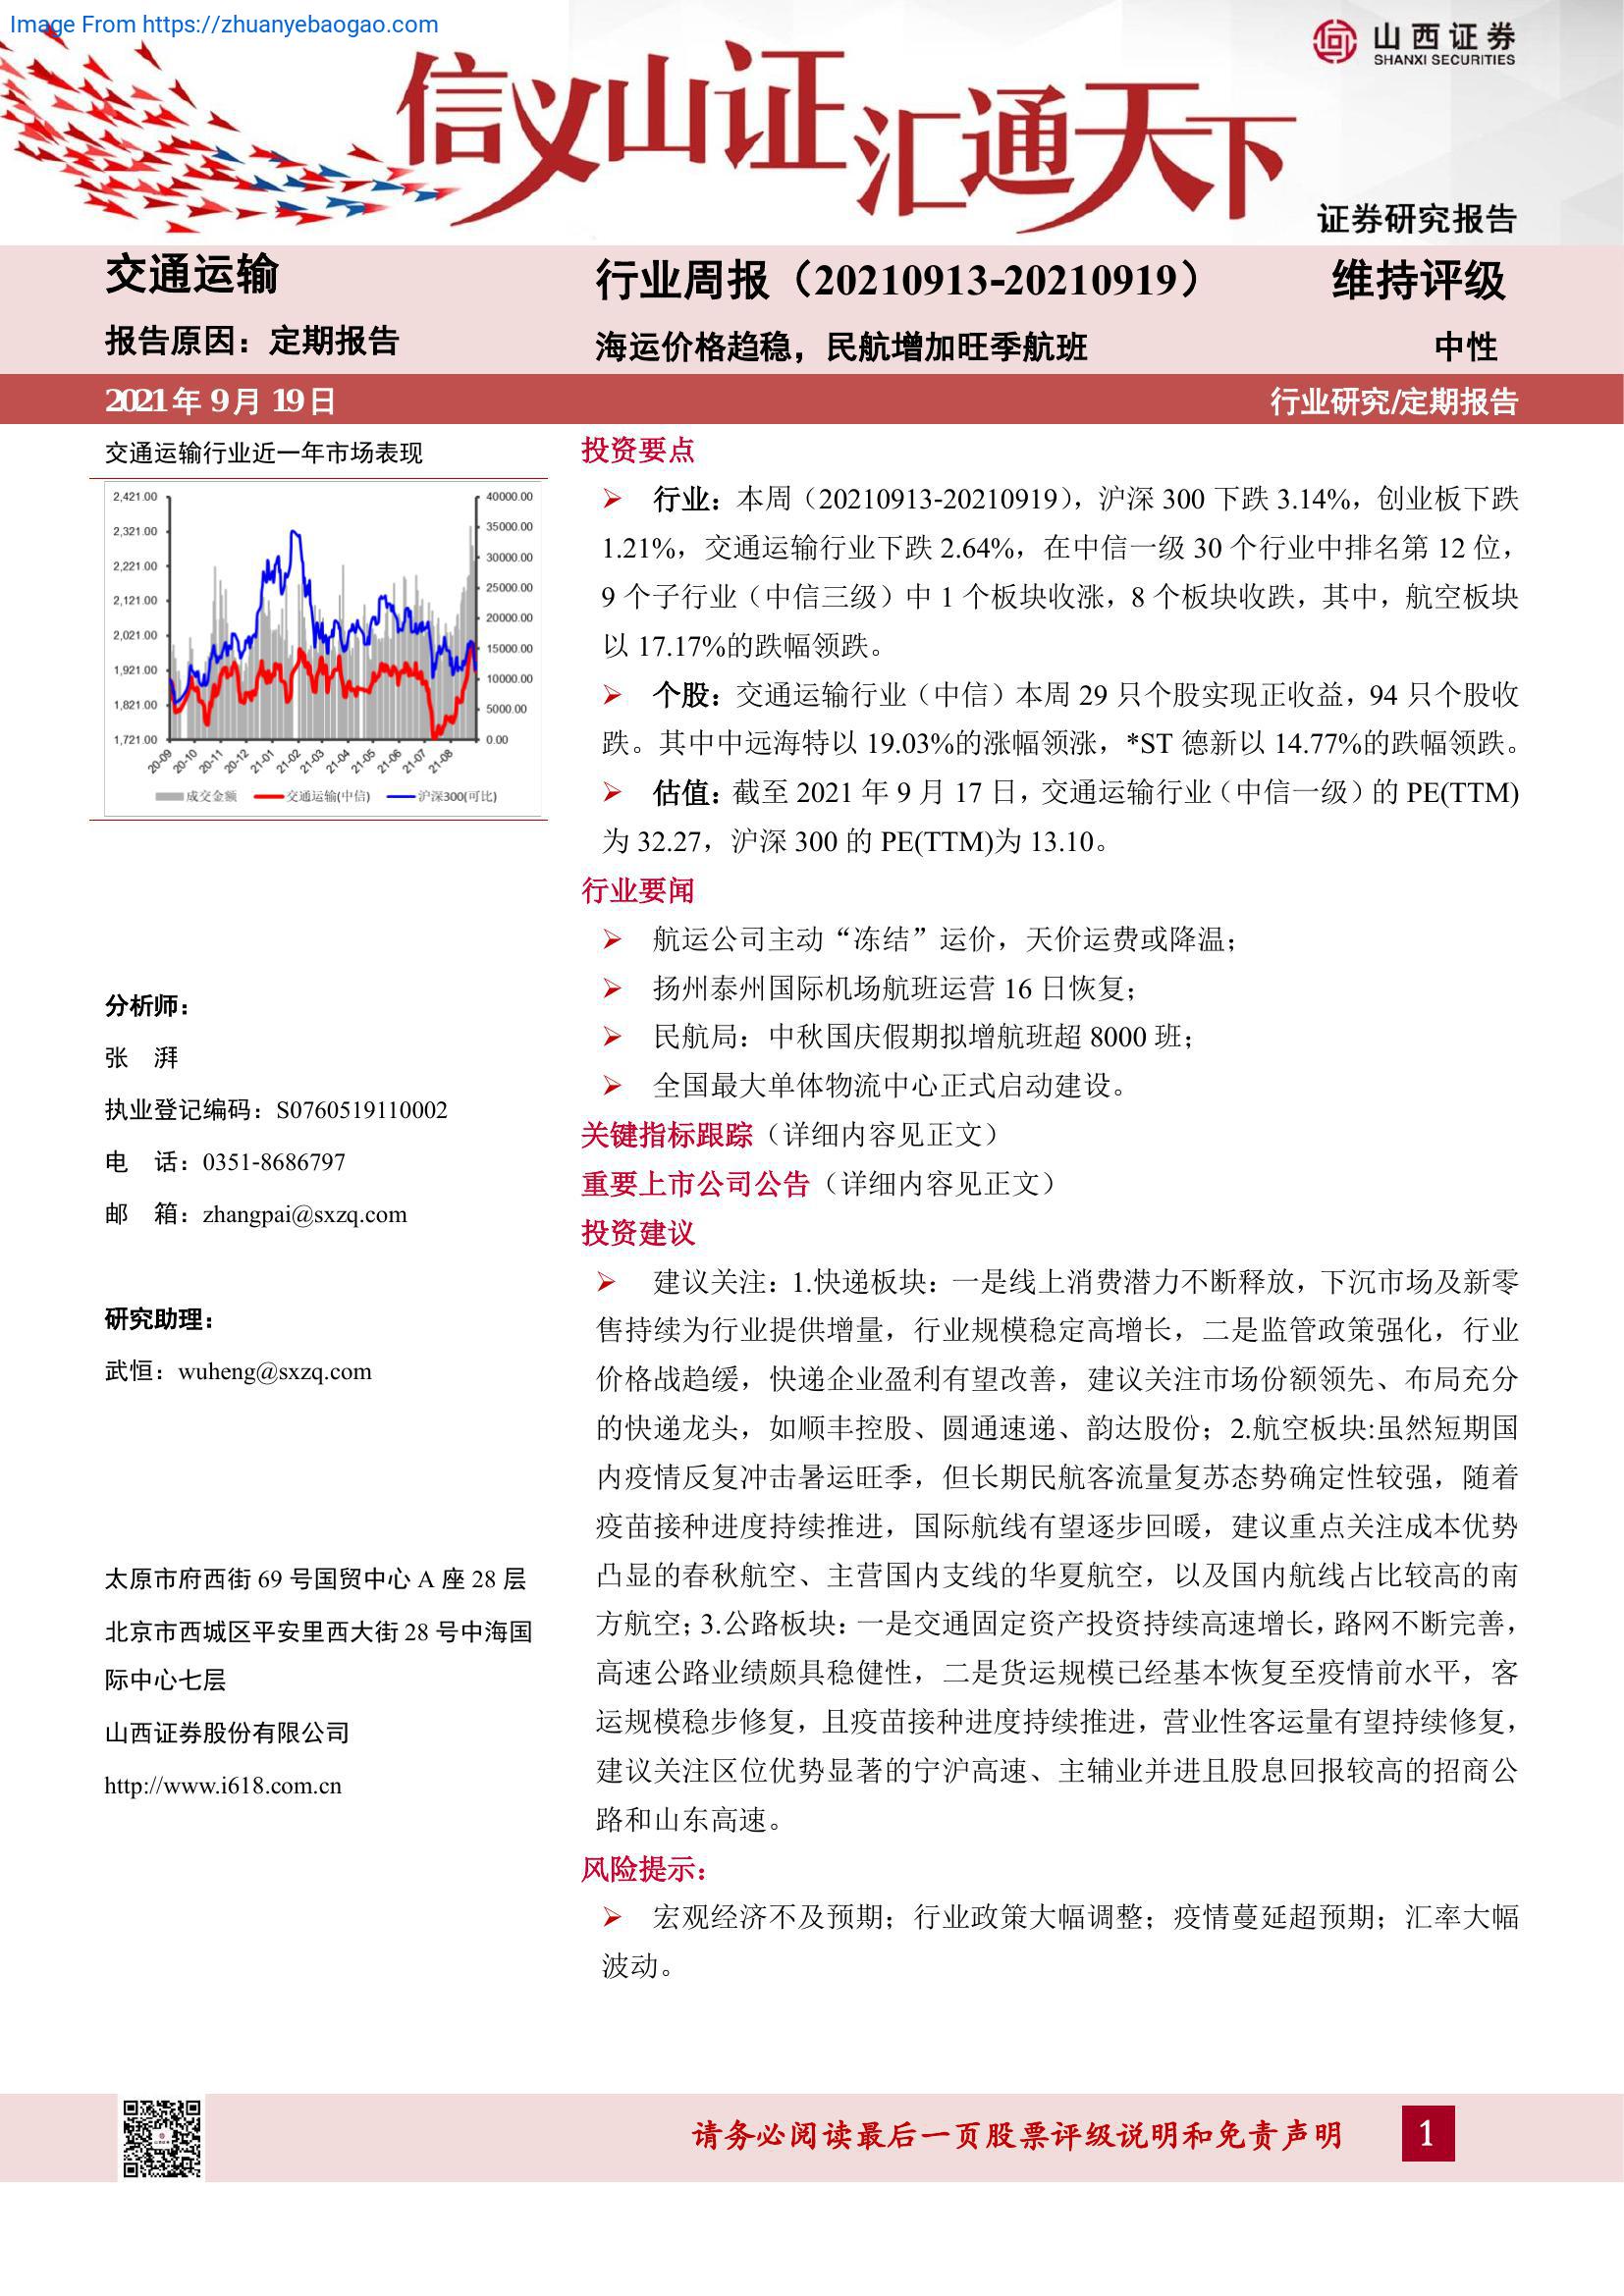 Image From https://zhuanyebaogao.com
山西证券
SHANXI SECURITIES
信义山证 汇通天下
证券研究报告
交通运输
行业周报（20210913-20210919）
维持评级
报告原因：定期报告
海运价格趋稳，民航增加旺季航班
中性
2021年9月19日
行业研究/定期报告
交通运输行业近一年市场表现
2,421.00
2,321.00
2,221.00
2,121.00
2,021.00
1,921.00
1,821.00
1,721.00
40000.00
35000.00
30000.00
25000.00
20000.00
15000.00
10000.00
5000.00
0.00
20-09
20-10
20-11
20-12
21-01
21-02
21-03
21-04
21-05
21-06
21-07
21-08
成交金额 交通运输(中信) 沪深300(可比)
分析师：
张 湃
执业登记编码：S0760519110002
电 话：0351-8686797
邮 箱：zhangpai@sxzq.com
研究助理：
武恒：wuheng@sxzq.com
太原市府西街69号国贸中心A座28层
北京市西城区平安里西大街28号中海国
际中心七层
山西证券股份有限公司
http://www.i618.com.cn
投资要点
行业：本周（20210913-20210919），沪深300下跌3.14%，创业板下跌
1.21%，交通运输行业下跌2.64%，在中信一级30个行业中排名第12位，
9个子行业（中信三级）中1个板块收涨，8个板块收跌，其中，航空板块
以17.17%的跌幅领跌。
个股：交通运输行业（中信）本周29只个股实现正收益，94只个股收
跌。其中中远海特以19.03%的涨幅领涨，*ST德新以14.77%的跌幅领跌。
估值：截至2021年9月17日，交通运输行业（中信一级）的PE(TTM)
为32.27，沪深300的PE(TTM)为13.10。
行业要闻
航运公司主动“冻结”运价，天价运费或降温；
扬州泰州国际机场航班运营16日恢复；
民航局：中秋国庆假期拟增航班超8000班；
全国最大单体物流中心正式启动建设。
关键指标跟踪（详细内容见正文）
重要上市公司公告（详细内容见正文）
投资建议
建议关注：1.快递板块：一是线上消费潜力不断释放，下沉市场及新零
售持续为行业提供增量，行业规模稳定高增长，二是监管政策强化，行业
价格战趋缓，快递企业盈利有望改善，建议关注市场份额领先、布局充分
的快递龙头，如顺丰控股、圆通速递、韵达股份；2.航空板块:虽然短期国
内疫情反复冲击暑运旺季，但长期民航客流量复苏态势确定性较强，随着
疫苗接种进度持续推进，国际航线有望逐步回暖，建议重点关注成本优势
凸显的春秋航空、主营国内支线的华夏航空，以及国内航线占比较高的南
方航空；3.公路板块：一是交通固定资产投资持续高速增长，路网不断完善，
高速公路业绩颇具稳健性，二是货运规模已经基本恢复至疫情前水平，客
运规模稳步修复，且疫苗接种进度持续推进，营业性客运量有望持续修复，
建议关注区位优势显著的宁沪高速、主辅业并进且股息回报较高的招商公
路和山东高速。
风险提示：
宏观经济不及预期；行业政策大幅调整；疫情蔓延超预期；汇率大幅
波动。
请务必阅读最后一页股票评级说明和免责声明
1